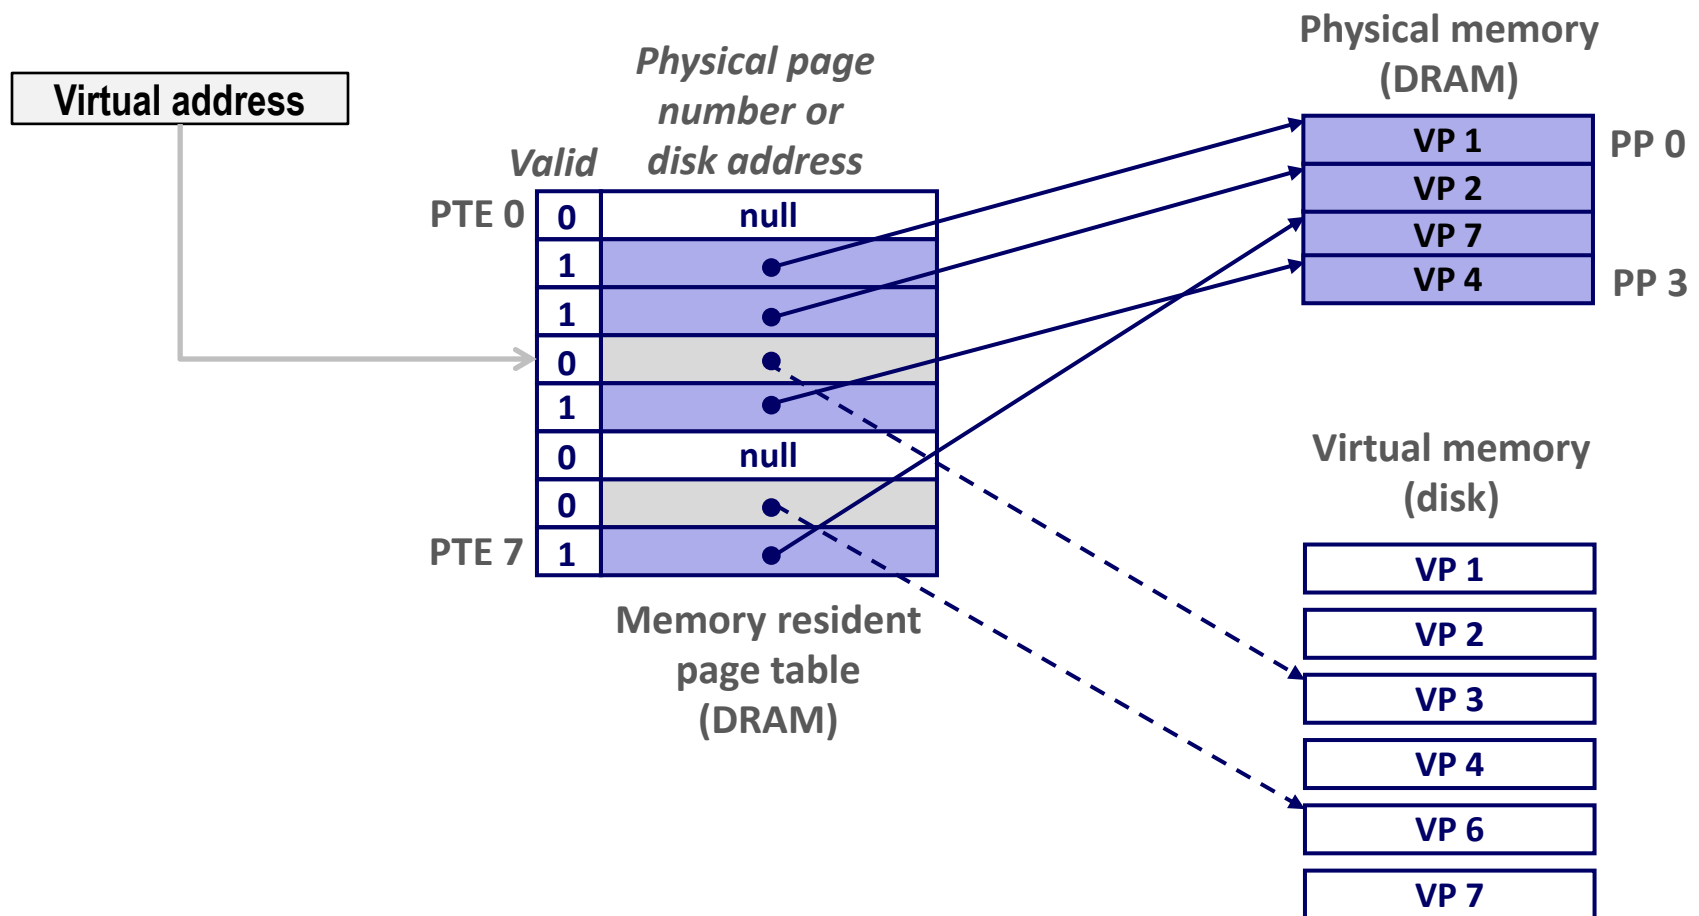 Virtual address
Physical page
number or
disk address
Valid
PTE 0
0
null
1
1
0
1
0
null
0
PTE 7
1
Memory resident
page table
(DRAM)
Physical memory
(DRAM)
VP 1
PP 0
VP 2
VP 7
VP 4
PP 3
Virtual memory
(disk)
VP 1
VP 2
VP 3
VP 4
VP 6
VP 7